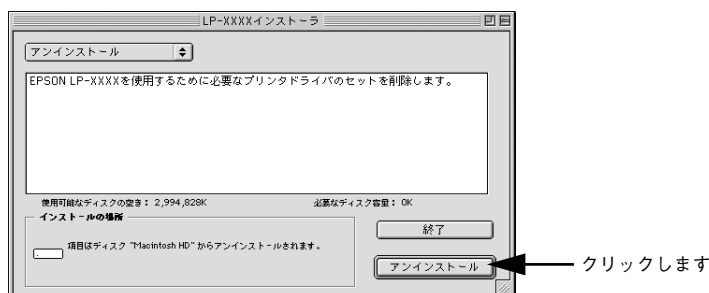 LP-XXXXインストーラ
アンインストール
EPSON LP-XXXXを使用するために必要なプリンタドライバのセットを削除します。
使用可能なディスクの空き： 2,994,828K 必要なディスク容量： 0K
インストールの場所
項目はディスク "Macintosh HD" からアンインストールされます。
終了
アンインストール
クリックします